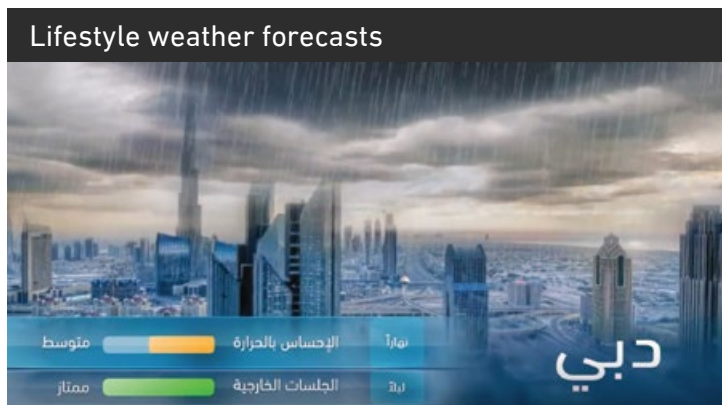 Lifestyle weather forecasts
نهاراً الإحساس بالحرارة متوسط
ليلاً الجلسات الخارجية ممتاز
دبي